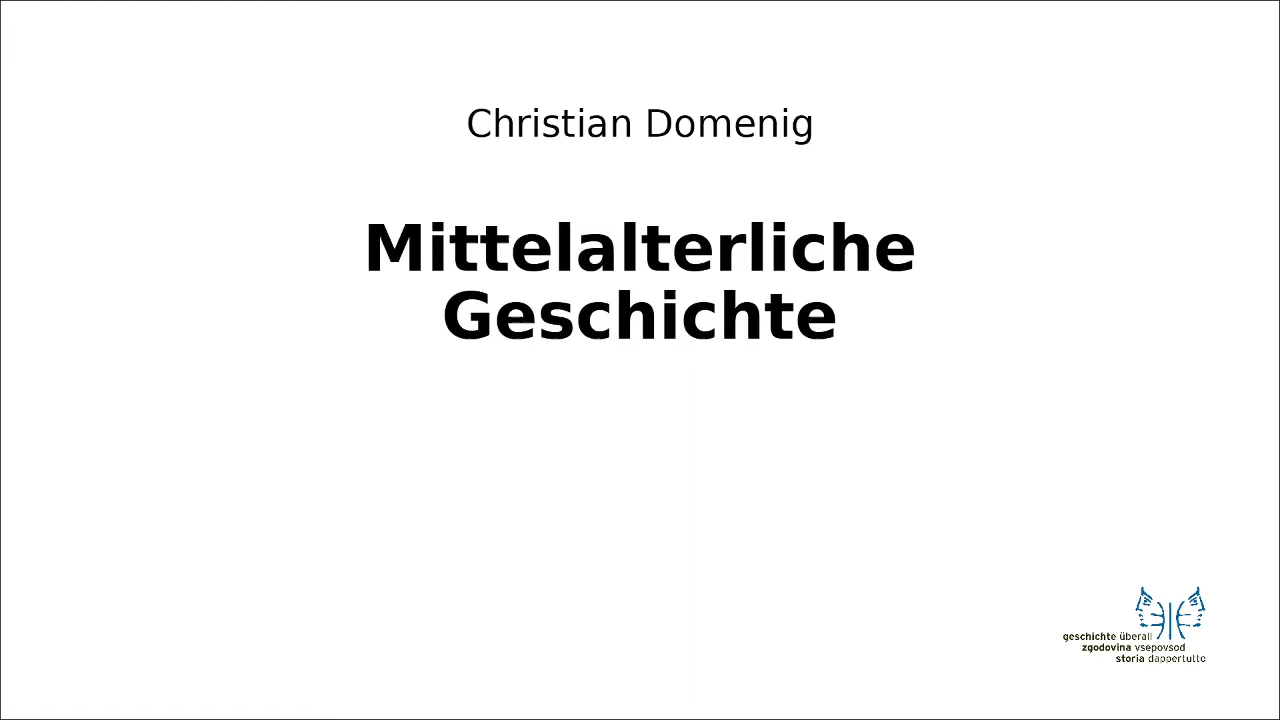 Christian Domenig
Mittelalterliche
Geschichte
geschichte überall
zgodovina vsepovsod
storia dappertutto